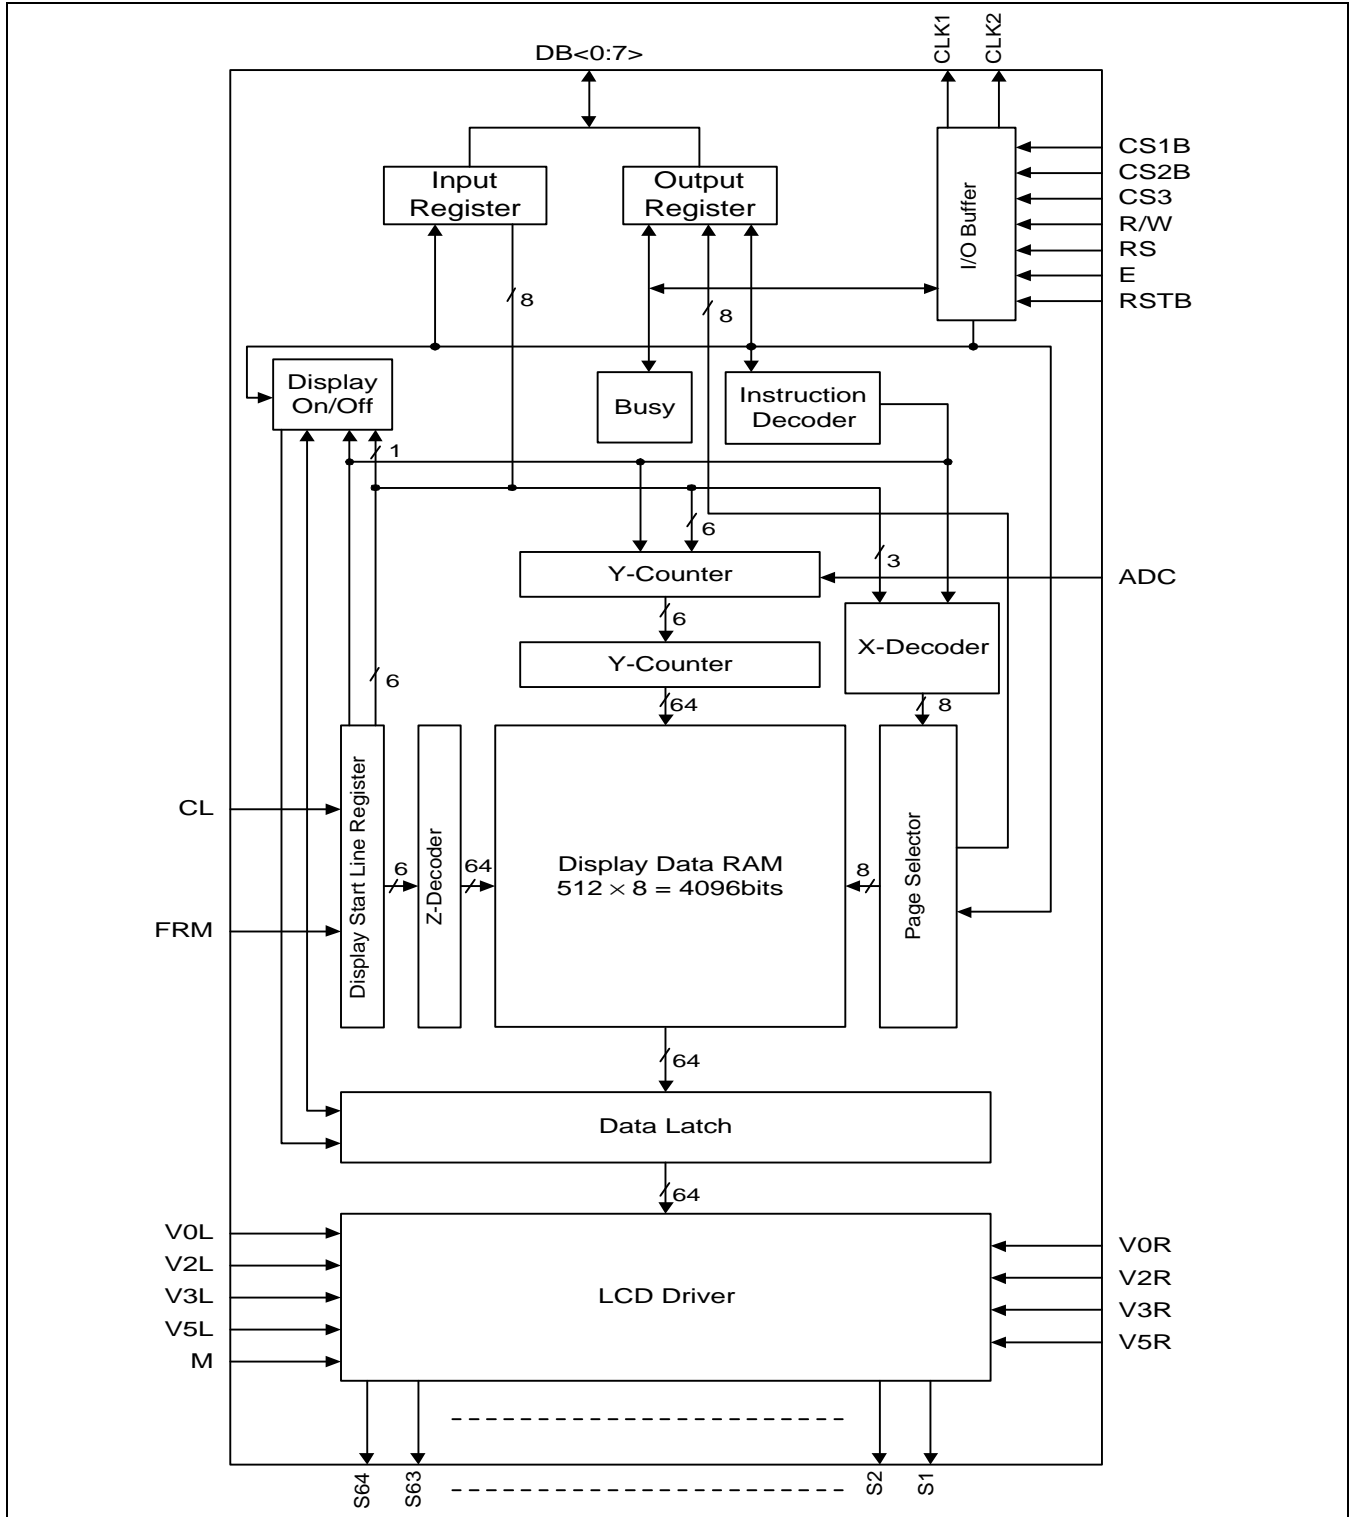 DB<0:7>
CLK1
CLK2
Input
Register
Output
Register
I/O Buffer
CS1B
CS2B
CS3
R/W
RS
E
RSTB
8
8
Display
On/Off
Busy
Instruction
Decoder
1
6
3
Y-Counter
ADC
6
X-Decoder
Y-Counter
6
64
8
CL
FRM
Display Start Line Register
6
Z-Decoder
64
Display Data RAM
512 × 8 = 4096bits
8
Page Selector
64
Data Latch
64
V0L
V2L
V3L
V5L
M
LCD Driver
V0R
V2R
V3R
V5R
S64
S63
S2
S1